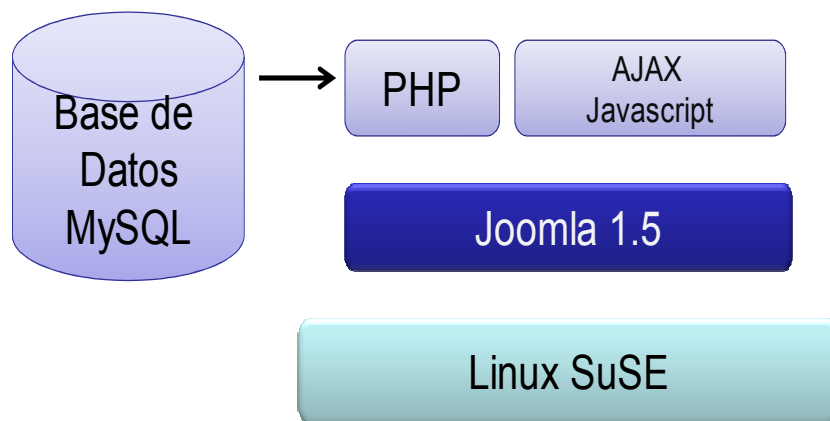 Base de
Datos
MySQL
PHP
AJAX
Javascript
Joomla 1.5
Linux SuSE